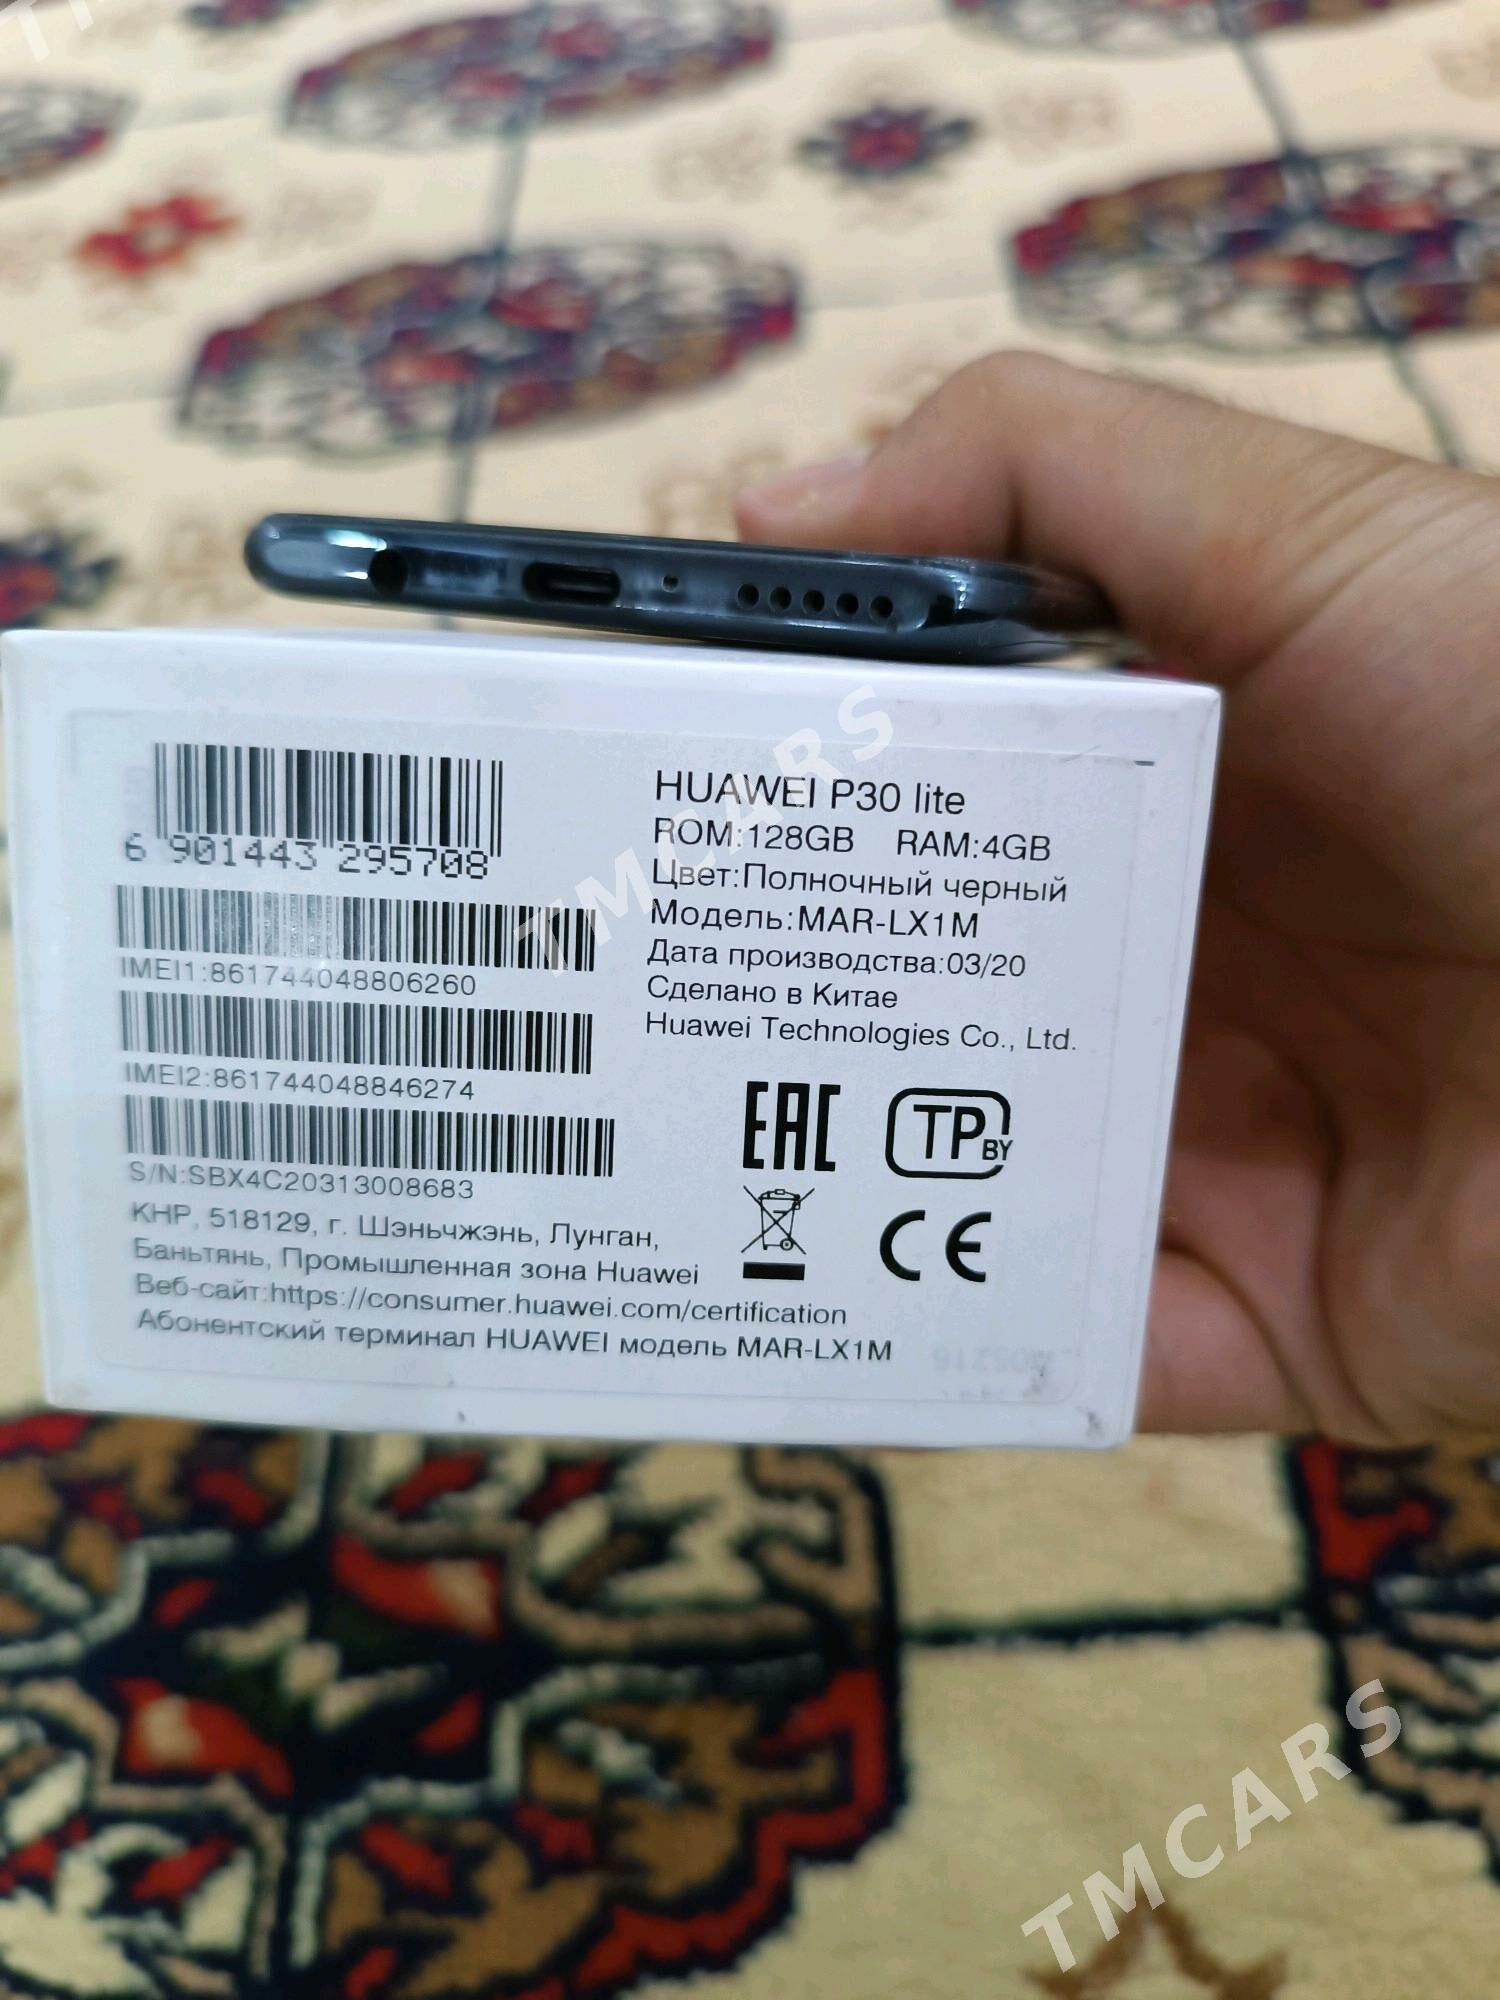 6 901443 295708
IMEI1:861744048806260
IMEI2:861744048846274
S/N:SBX4C20313008683
HUAWEI P30 lite
ROM:128GB RAM:4GB
Цвет:Полночный черный
Модель:MAR-LX1M
Дата производства:03/20
Сделано в Китае
Huawei Technologies Co., Ltd.
EAC
TP BY
CE
КНР, 518129, г. Шэньчжэнь, Лунган,
Баньтянь, Промышленная зона Huawei
Веб-сайт:https://consumer.huawei.com/certification
Абонентский терминал HUAWEI модель MAR-LX1M
TMCARS
TMCARS